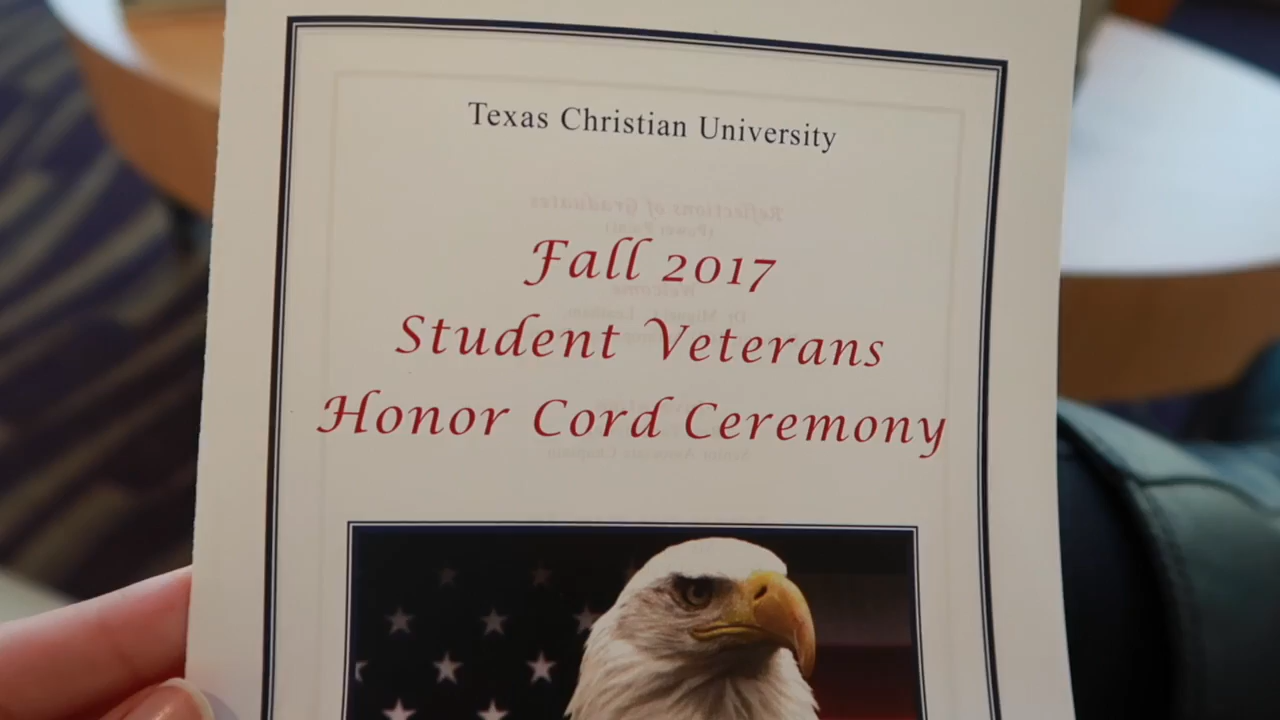 Texas Christian University
Fall 2017
Student Veterans
Honor Cord Ceremony